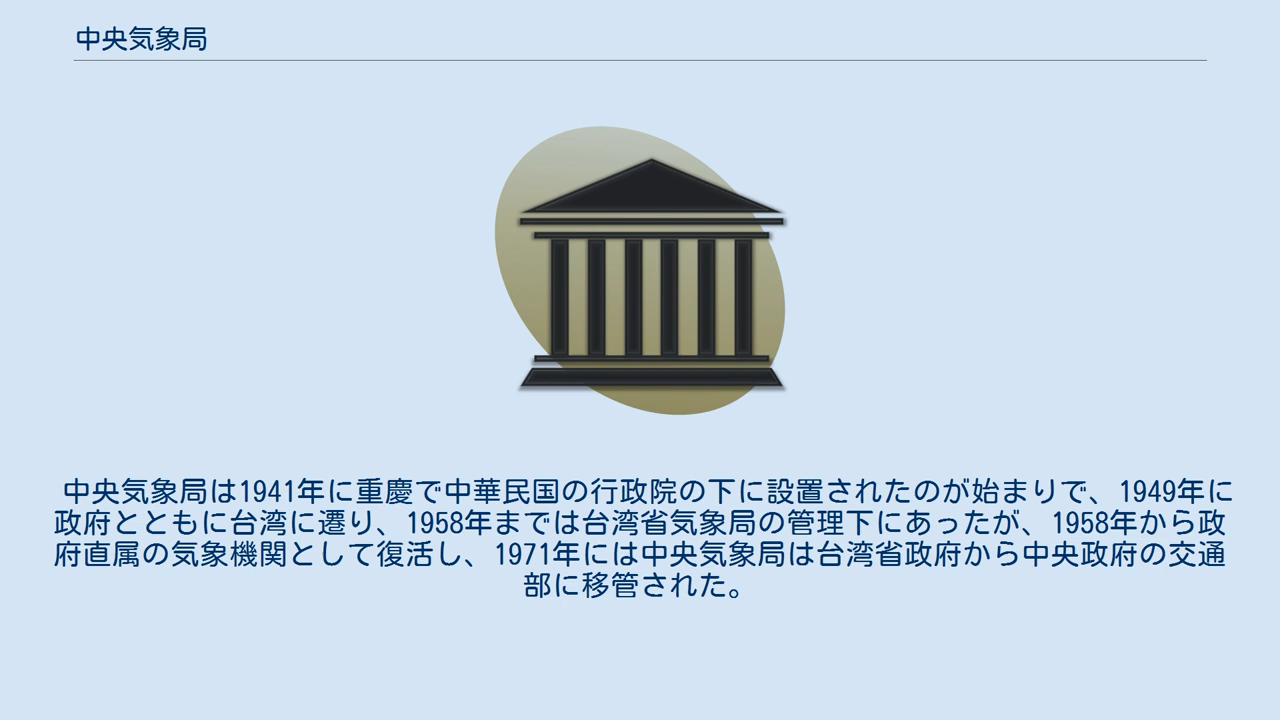 中央気象局
中央気象局は1941年に重慶で中華民国の行政院の下に設置されたのが始まりで、1949年に
政府とともに台湾に遷り、1958年までは台湾省気象局の管理下にあったが、1958年から政
府直属の気象機関として復活し、1971年には中央気象局は台湾省政府から中央政府の交通
部に移管された。